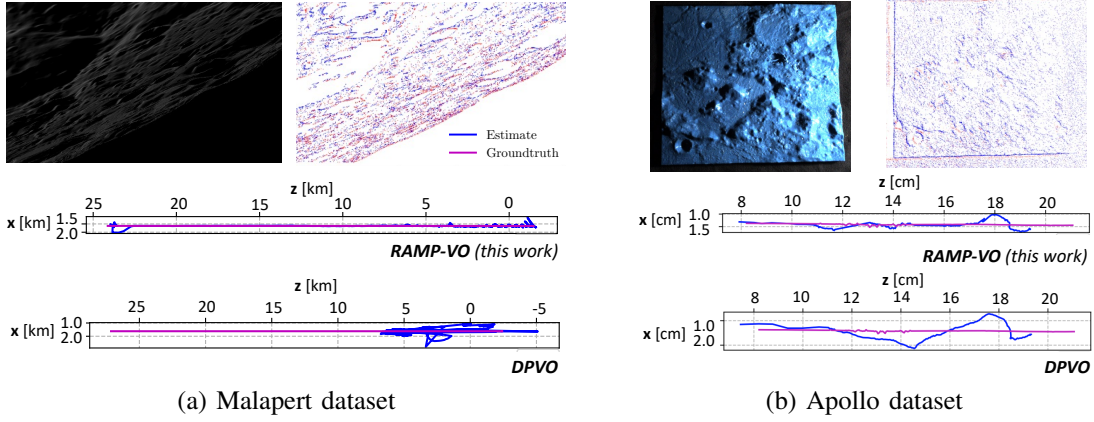 Estimate
Groundtruth
z [km]
25 20 15 10 5 0
x [km] 1.5
2.0
RAMP-VO (this work)
z [km]
25 20 15 10 5 0 -5
x [km] 1.0
2.0
DPVO
(a) Malapert dataset
z [cm]
8 10 12 14 16 18 20
x [cm] 1.0
1.5
RAMP-VO (this work)
z [cm]
8 10 12 14 16 18 20
x [cm] 1.0
2.0
DPVO
(b) Apollo dataset